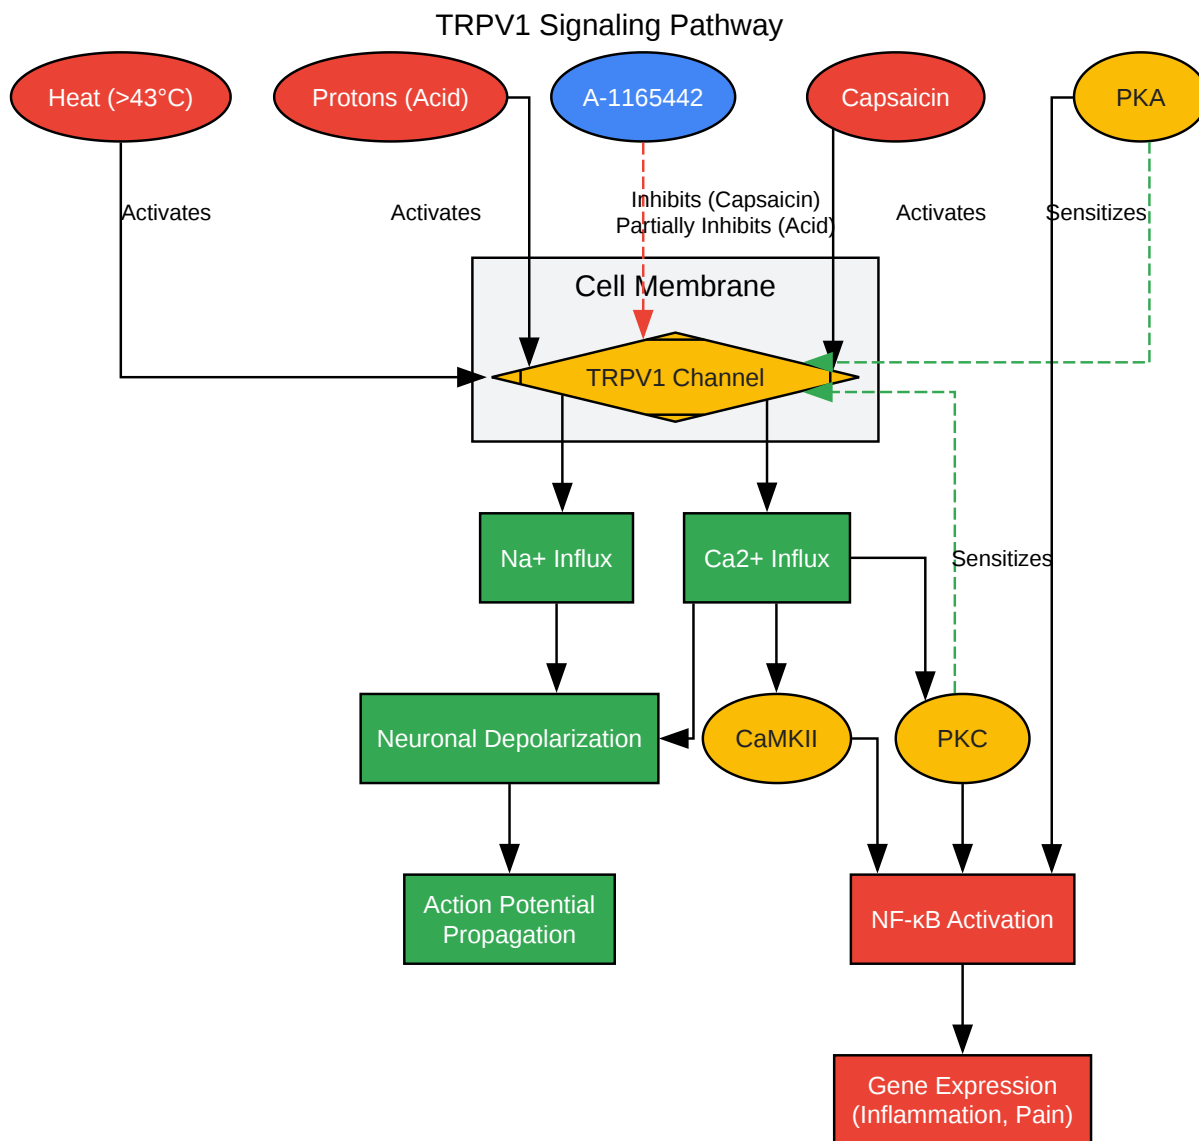 TRPV1 Signaling Pathway
Heat (>43°C)
Protons (Acid)
A-1165442
Capsaicin
PKA
Activates
Activates
Inhibits (Capsaicin)
Partially Inhibits (Acid)
Activates
Sensitizes
Cell Membrane
TRPV1 Channel
Na+ Influx
Ca2+ Influx
Sensitizes
Neuronal Depolarization
CaMKII
PKC
Action Potential
Propagation
NF-κB Activation
Gene Expression
(Inflammation, Pain)